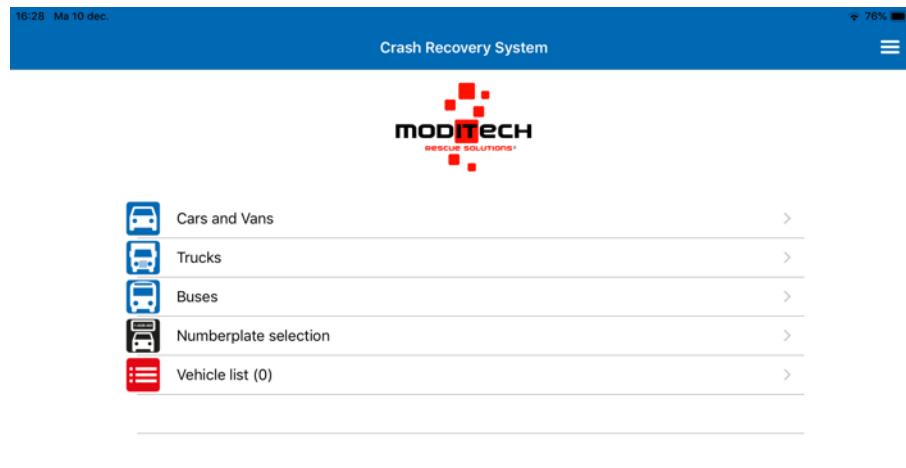 16:28 Ma 10 dec. 76%
Crash Recovery System
MODITECH
RESCUE SOLUTIONS®
Cars and Vans
Trucks
Buses
Numberplate selection
Vehicle list (0)